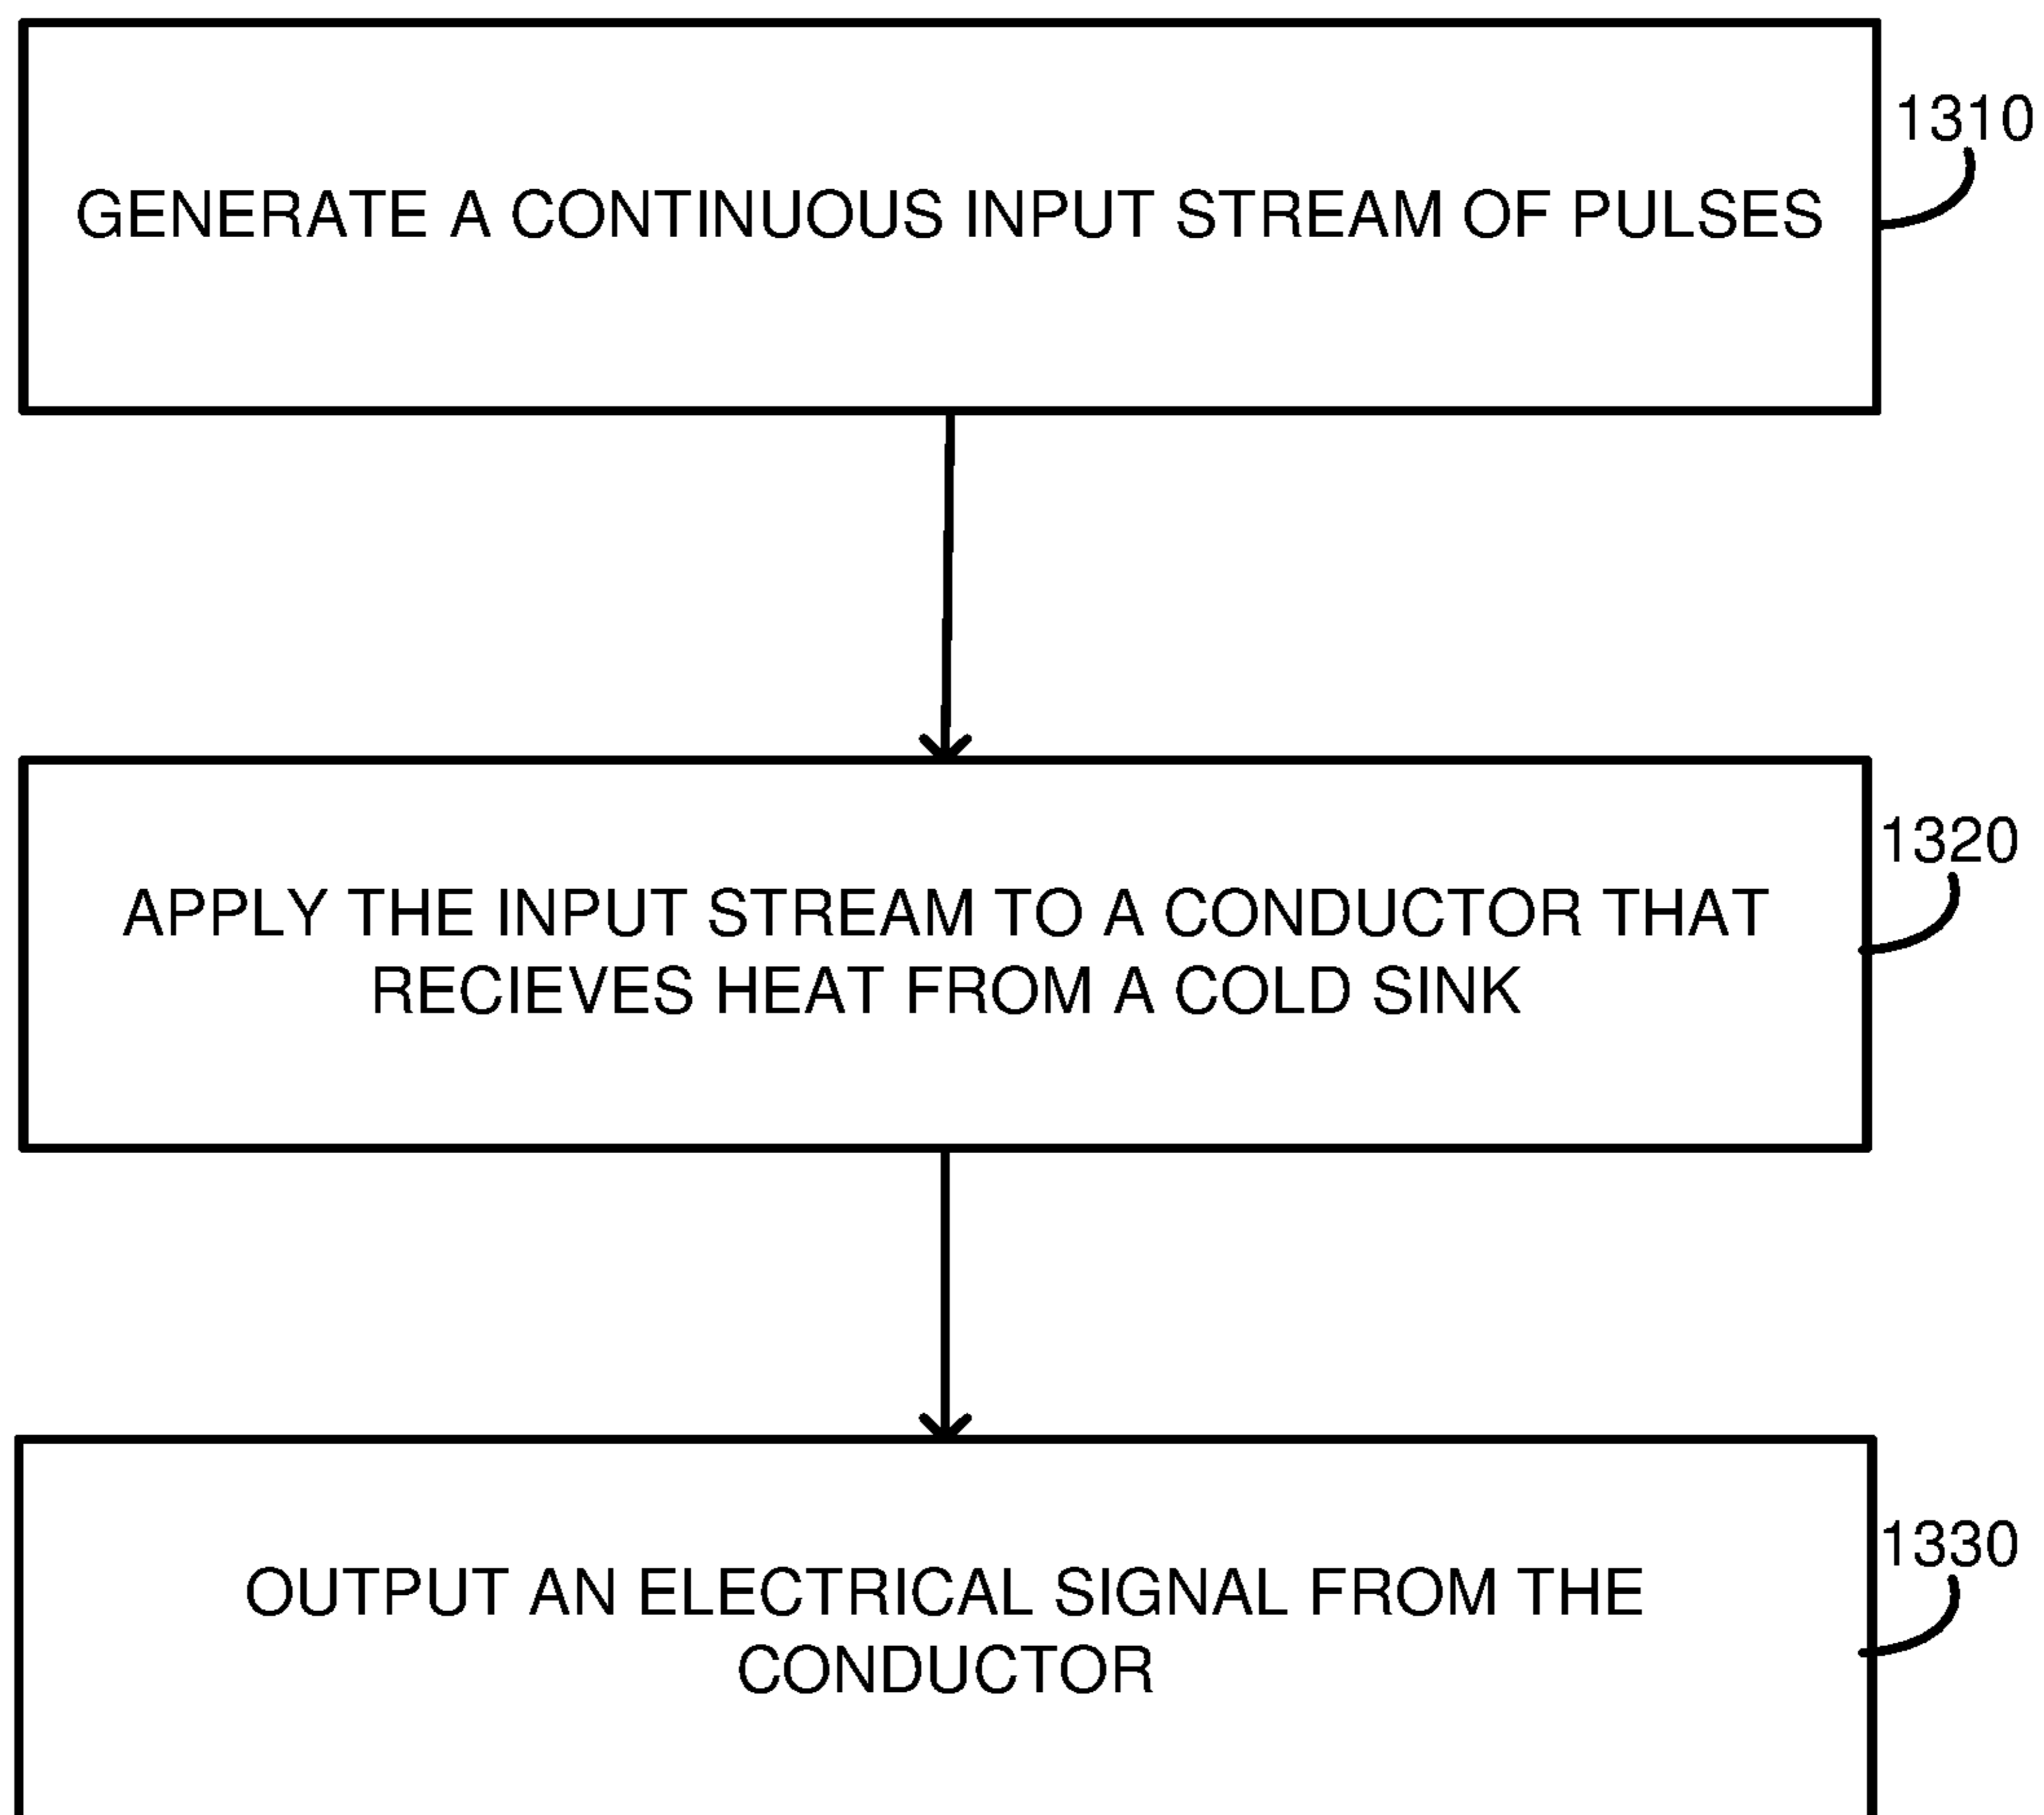 1310
GENERATE A CONTINUOUS INPUT STREAM OF PULSES
1320
APPLY THE INPUT STREAM TO A CONDUCTOR THAT
RECIEVES HEAT FROM A COLD SINK
1330
OUTPUT AN ELECTRICAL SIGNAL FROM THE
CONDUCTOR